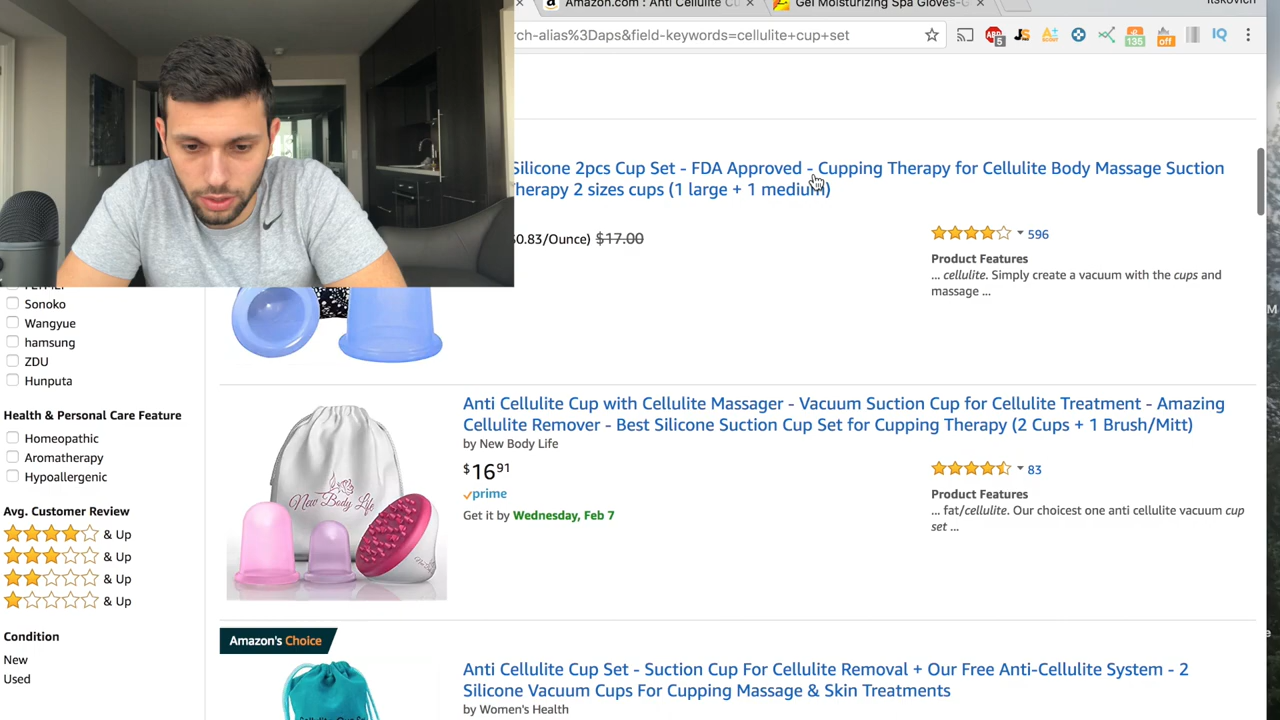 Amazon.com : Anti Cellulite Cu
Gel Moisturizing Spa Gloves-G
Itskovich
rch-alias%3Daps&field-keywords=cellulite+cup+set
5
JS
135
off
IQ
Silicone 2pcs Cup Set - FDA Approved - Cupping Therapy for Cellulite Body Massage Suction
Therapy 2 sizes cups (1 large + 1 medium)
0.83/Ounce) $17.00
596
Product Features
... cellulite. Simply create a vacuum with the cups and
massage ...
Sonoko
Wangyue
hamsung
ZDU
Hunputa
Health & Personal Care Feature
Homeopathic
Aromatherapy
Hypoallergenic
Avg. Customer Review
& Up
& Up
& Up
& Up
Condition
New
Used
Anti Cellulite Cup with Cellulite Massager - Vacuum Suction Cup for Cellulite Treatment - Amazing
Cellulite Remover - Best Silicone Suction Cup Set for Cupping Therapy (2 Cups + 1 Brush/Mitt)
by New Body Life
$16 91
prime
Get it by Wednesday, Feb 7
83
Product Features
... fat/cellulite. Our choicest one anti cellulite vacuum cup
set ...
New Body Life
Amazon's Choice
Anti Cellulite Cup Set - Suction Cup For Cellulite Removal + Our Free Anti-Cellulite System - 2
Silicone Vacuum Cups For Cupping Massage & Skin Treatments
by Women's Health